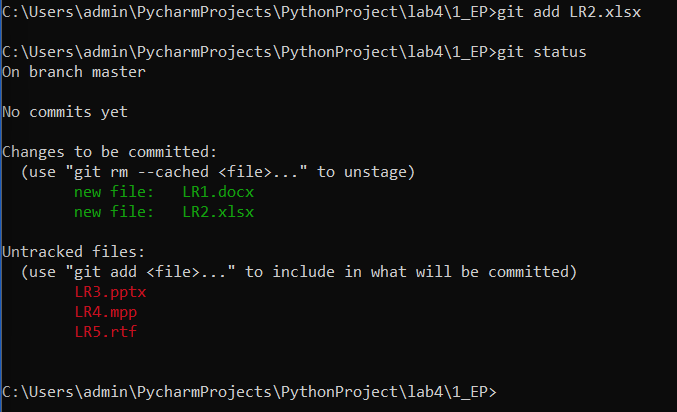 C:\Users\admin\PycharmProjects\PythonProject\lab4\1_EP>git add LR2.xlsx
C:\Users\admin\PycharmProjects\PythonProject\lab4\1_EP>git status
On branch master
No commits yet
Changes to be committed:
  (use "git rm --cached <file>..." to unstage)
        new file:   LR1.docx
        new file:   LR2.xlsx
Untracked files:
  (use "git add <file>..." to include in what will be committed)
        LR3.pptx
        LR4.mpp
        LR5.rtf
C:\Users\admin\PycharmProjects\PythonProject\lab4\1_EP>